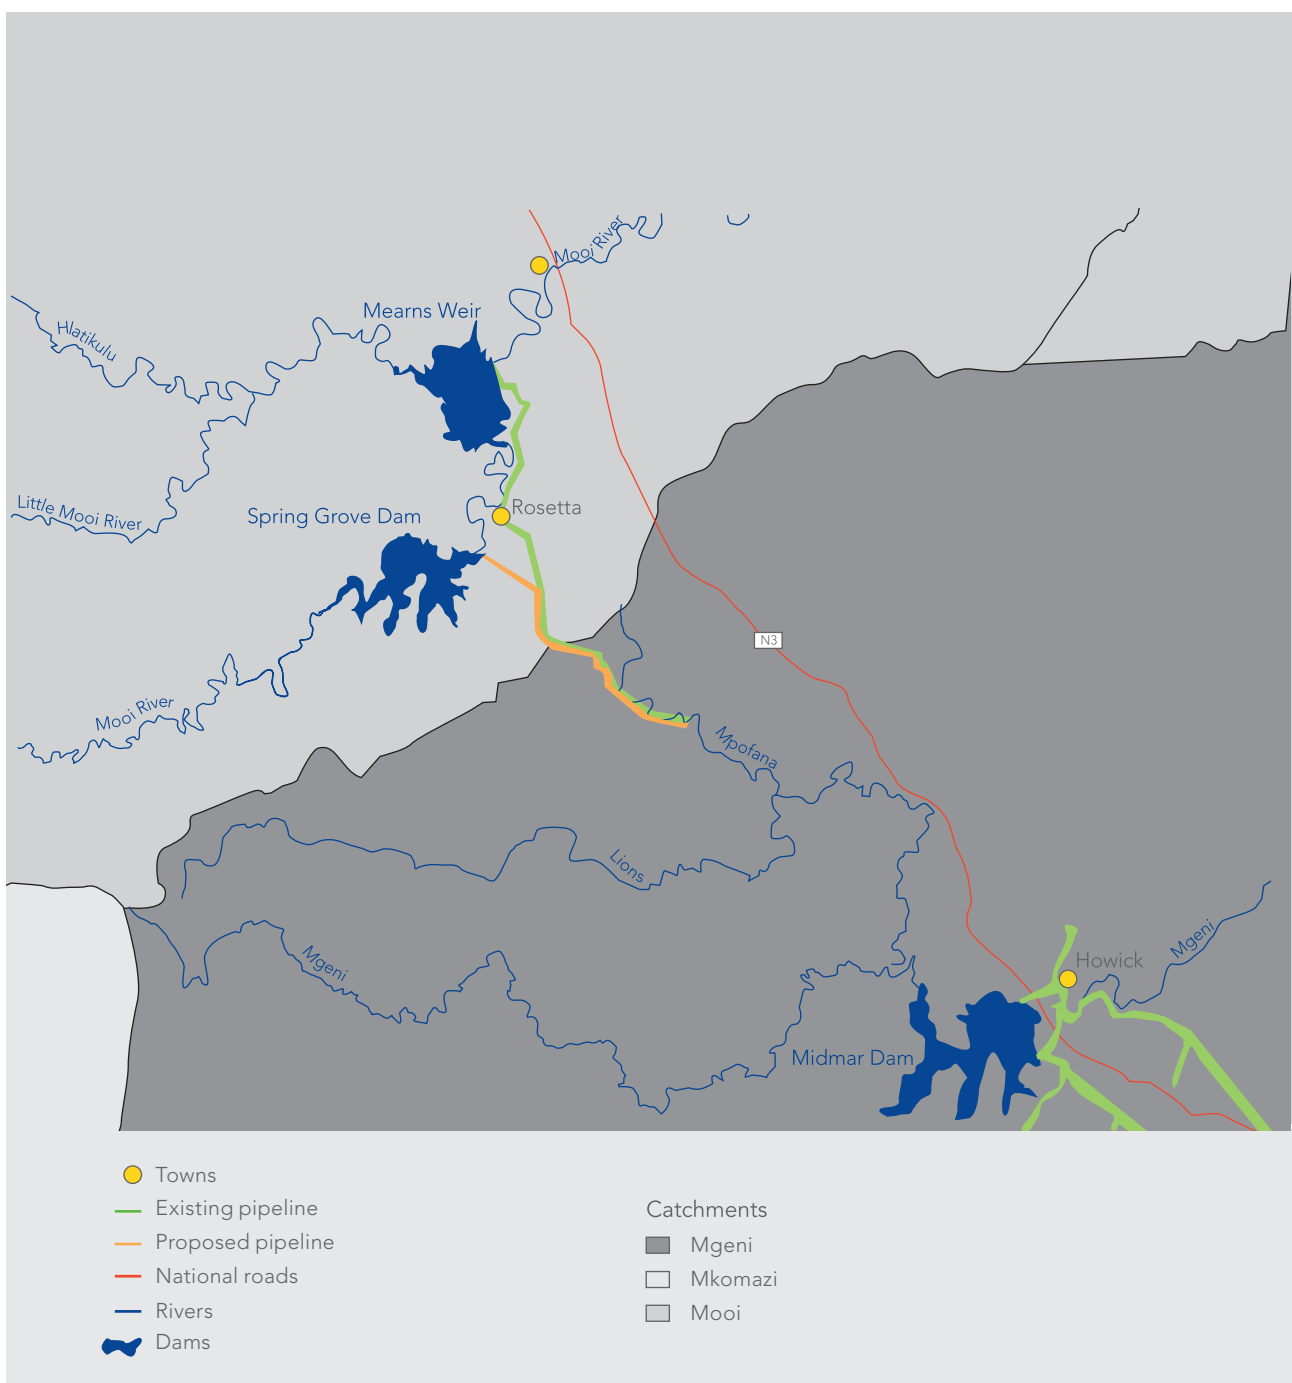 Mooi River
Mearns Weir
Hlatikulu
Little Mooi River
Spring Grove Dam
Rosetta
N3
Mooi River
Mpofana
Lions
Mgeni
Mgeni
Howick
Midmar Dam
Towns
Existing pipeline
Proposed pipeline
National roads
Rivers
Dams
Catchments
Mgeni
Mkomazi
Mooi